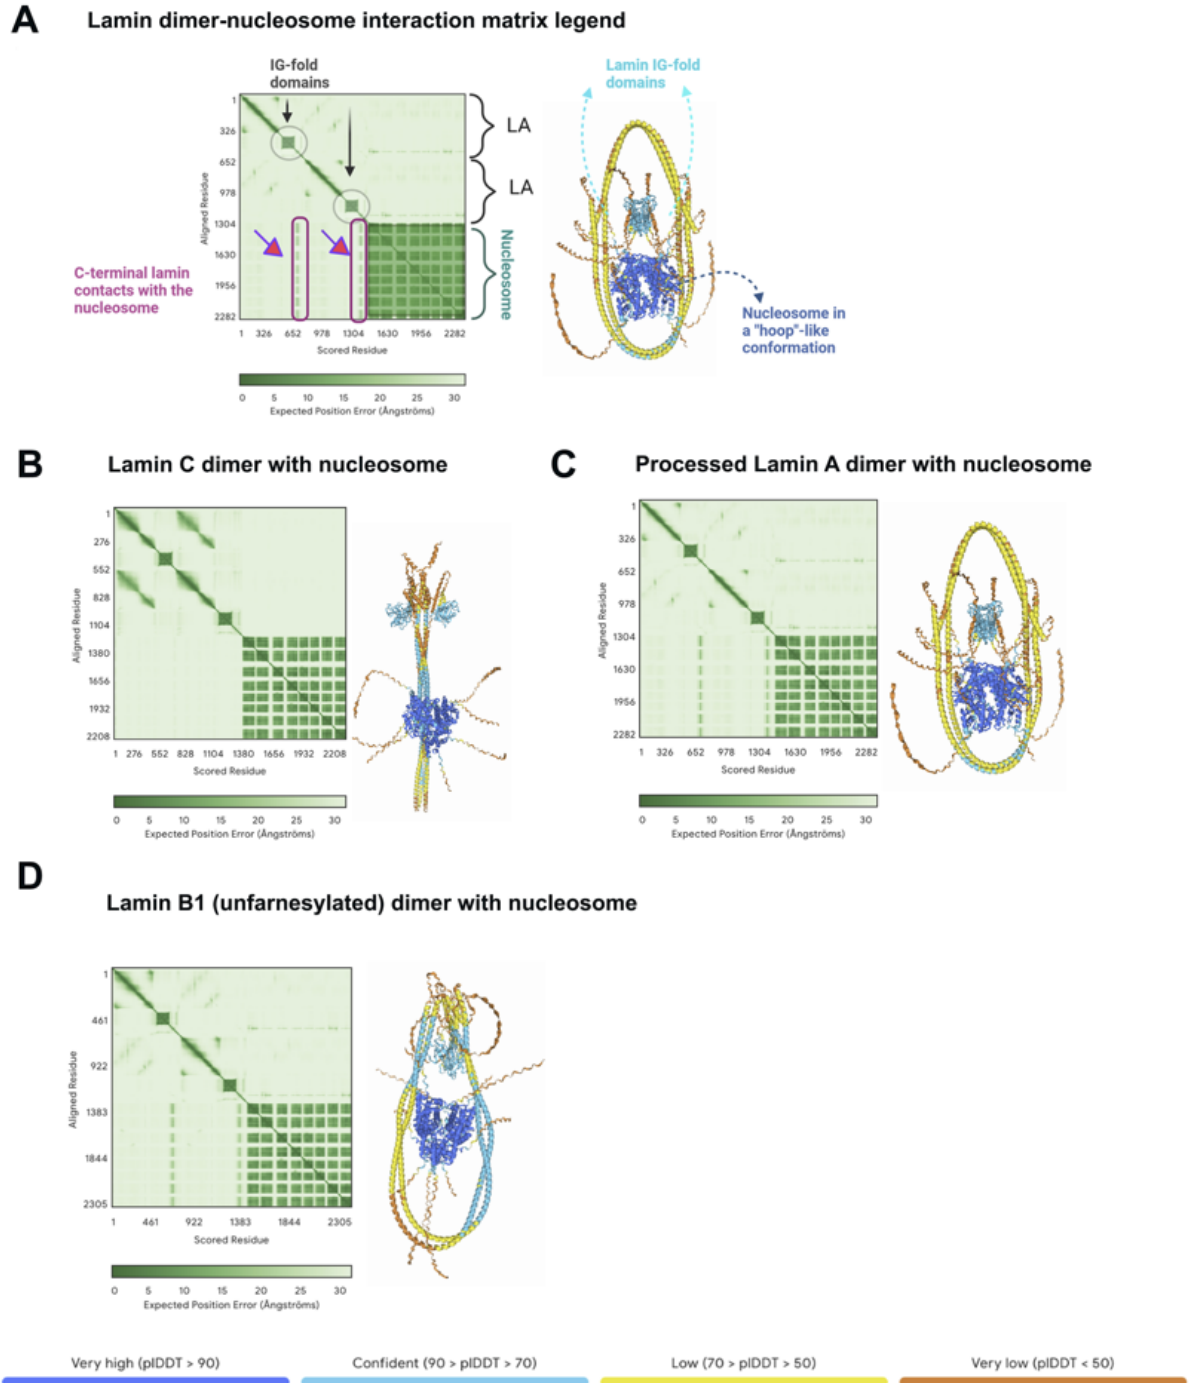 A
Lamin dimer-nucleosome interaction matrix legend
IG-fold
domains
Lamin IG-fold
domains
1
326
652
978
1304
1630
1956
2282
Aligned Residue
LA
LA
Nucleosome
C-terminal lamin
contacts with the
nucleosome
1 326 652 978 1304 1630 1956 2282
Scored Residue
0 5 10 15 20 25 30
Expected Position Error (Ångströms)
Nucleosome in
a "hoop"-like
conformation
B
Lamin C dimer with nucleosome
1
276
552
828
1104
1380
1656
1932
2208
Aligned Residue
1 276 552 828 1104 1380 1656 1932 2208
Scored Residue
0 5 10 15 20 25 30
Expected Position Error (Ångströms)
C
Processed Lamin A dimer with nucleosome
1
326
652
978
1304
1630
1956
2282
Aligned Residue
1 326 652 978 1304 1630 1956 2282
Scored Residue
0 5 10 15 20 25 30
Expected Position Error (Ångströms)
D
Lamin B1 (unfarnesylated) dimer with nucleosome
1
461
922
1383
1844
2305
Aligned Residue
1 461 922 1383 1844 2305
Scored Residue
0 5 10 15 20 25 30
Expected Position Error (Ångströms)
Very high (plDDT > 90) Confident (90 > plDDT > 70) Low (70 > plDDT > 50) Very low (plDDT < 50)